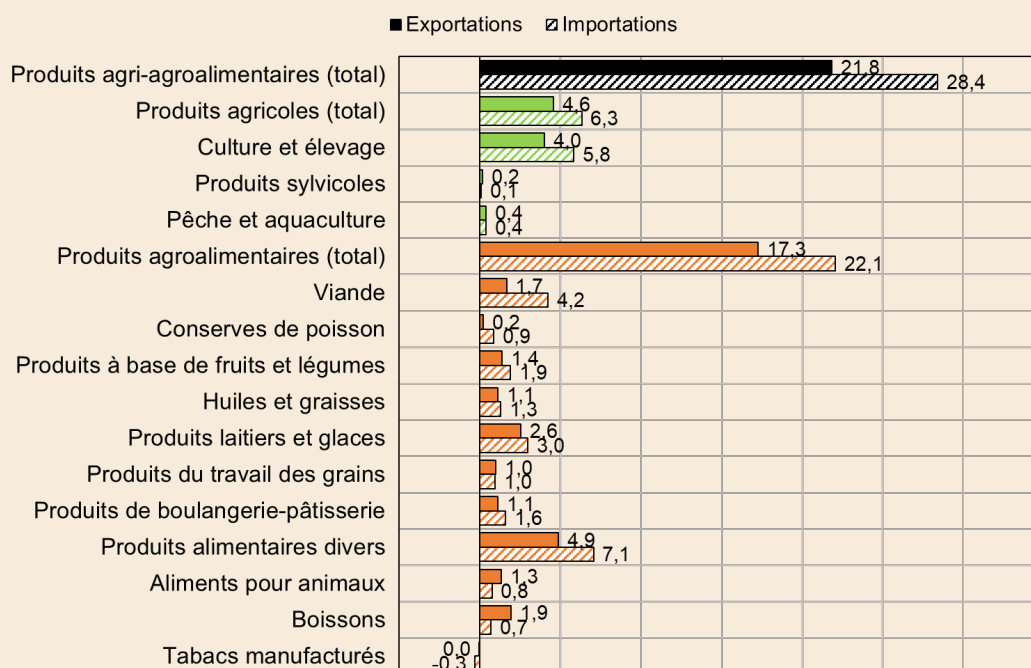 Exportations Importations
Produits agri-agroalimentaires (total) 21,8
28,4
Produits agricoles (total) 4,6
6,3
Culture et élevage 4,0
5,8
Produits sylvicoles 0,2
0,1
Pêche et aquaculture 0,4
0,4
Produits agroalimentaires (total) 17,3
22,1
Viande 1,7
4,2
Conserves de poisson 0,2
0,9
Produits à base de fruits et légumes 1,4
1,9
Huiles et graisses 1,1
1,3
Produits laitiers et glaces 2,6
3,0
Produits du travail des grains 1,0
1,0
Produits de boulangerie-pâtisserie 1,1
1,6
Produits alimentaires divers 4,9
7,1
Aliments pour animaux 1,3
0,8
Boissons 1,9
0,7
Tabacs manufacturés 0,0
-0,3